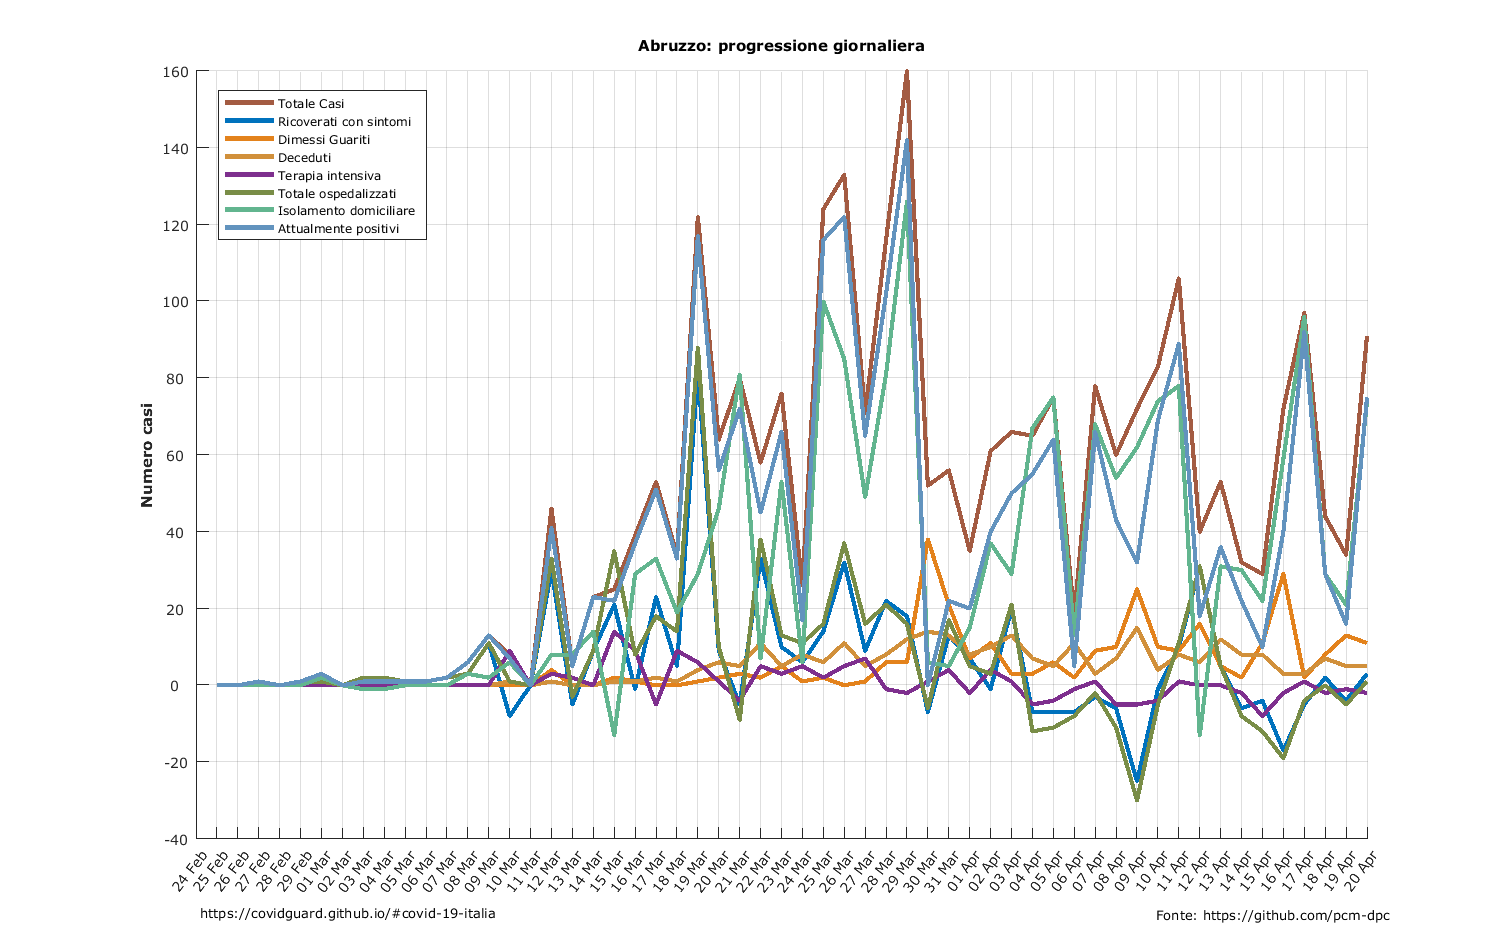 Abruzzo: progressione giornaliera
160
140
120
100
80
60
40
20
0
-20
-40
Numero casi
Totale Casi
Ricoverati con sintomi
Dimessi Guariti
Deceduti
Terapia intensiva
Totale ospedalizzati
Isolamento domiciliare
Attualmente positivi
24 Feb
25 Feb
26 Feb
27 Feb
28 Feb
29 Feb
01 Mar
02 Mar
03 Mar
04 Mar
05 Mar
06 Mar
07 Mar
08 Mar
09 Mar
10 Mar
11 Mar
12 Mar
13 Mar
14 Mar
15 Mar
16 Mar
17 Mar
18 Mar
19 Mar
20 Mar
21 Mar
22 Mar
23 Mar
24 Mar
25 Mar
26 Mar
27 Mar
28 Mar
29 Mar
30 Mar
31 Mar
01 Apr
02 Apr
03 Apr
04 Apr
05 Apr
06 Apr
07 Apr
08 Apr
09 Apr
10 Apr
11 Apr
12 Apr
13 Apr
14 Apr
15 Apr
16 Apr
17 Apr
18 Apr
19 Apr
20 Apr
https://covidguard.github.io/#covid-19-italia
Fonte: https://github.com/pcm-dpc